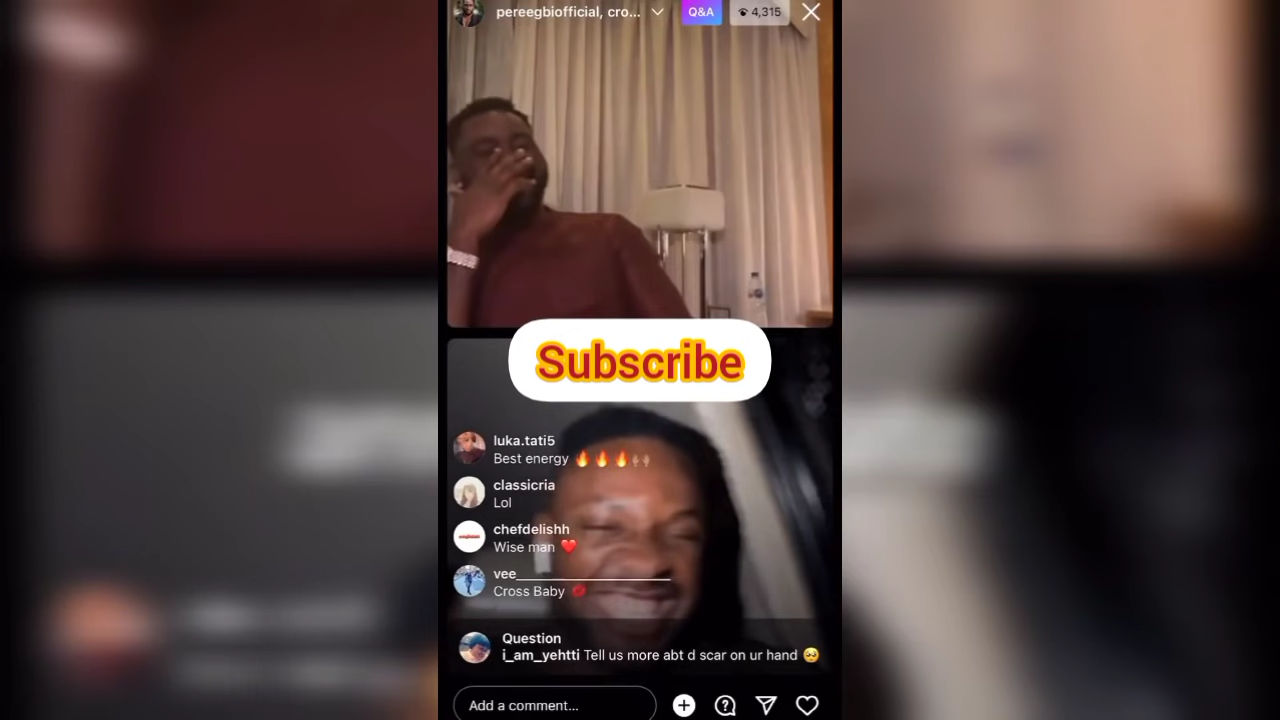 pereegbiofficial, cro...
Q&A
4,315
Subscribe
luka.tati5
Best energy 🔥🔥🔥🙌🏽
classicria
Lol
chefdelishh
Wise man ❤️
vee____________________
Cross Baby 💋
Question
i_am_yehtti Tell us more abt d scar on ur hand 🥺
Add a comment...